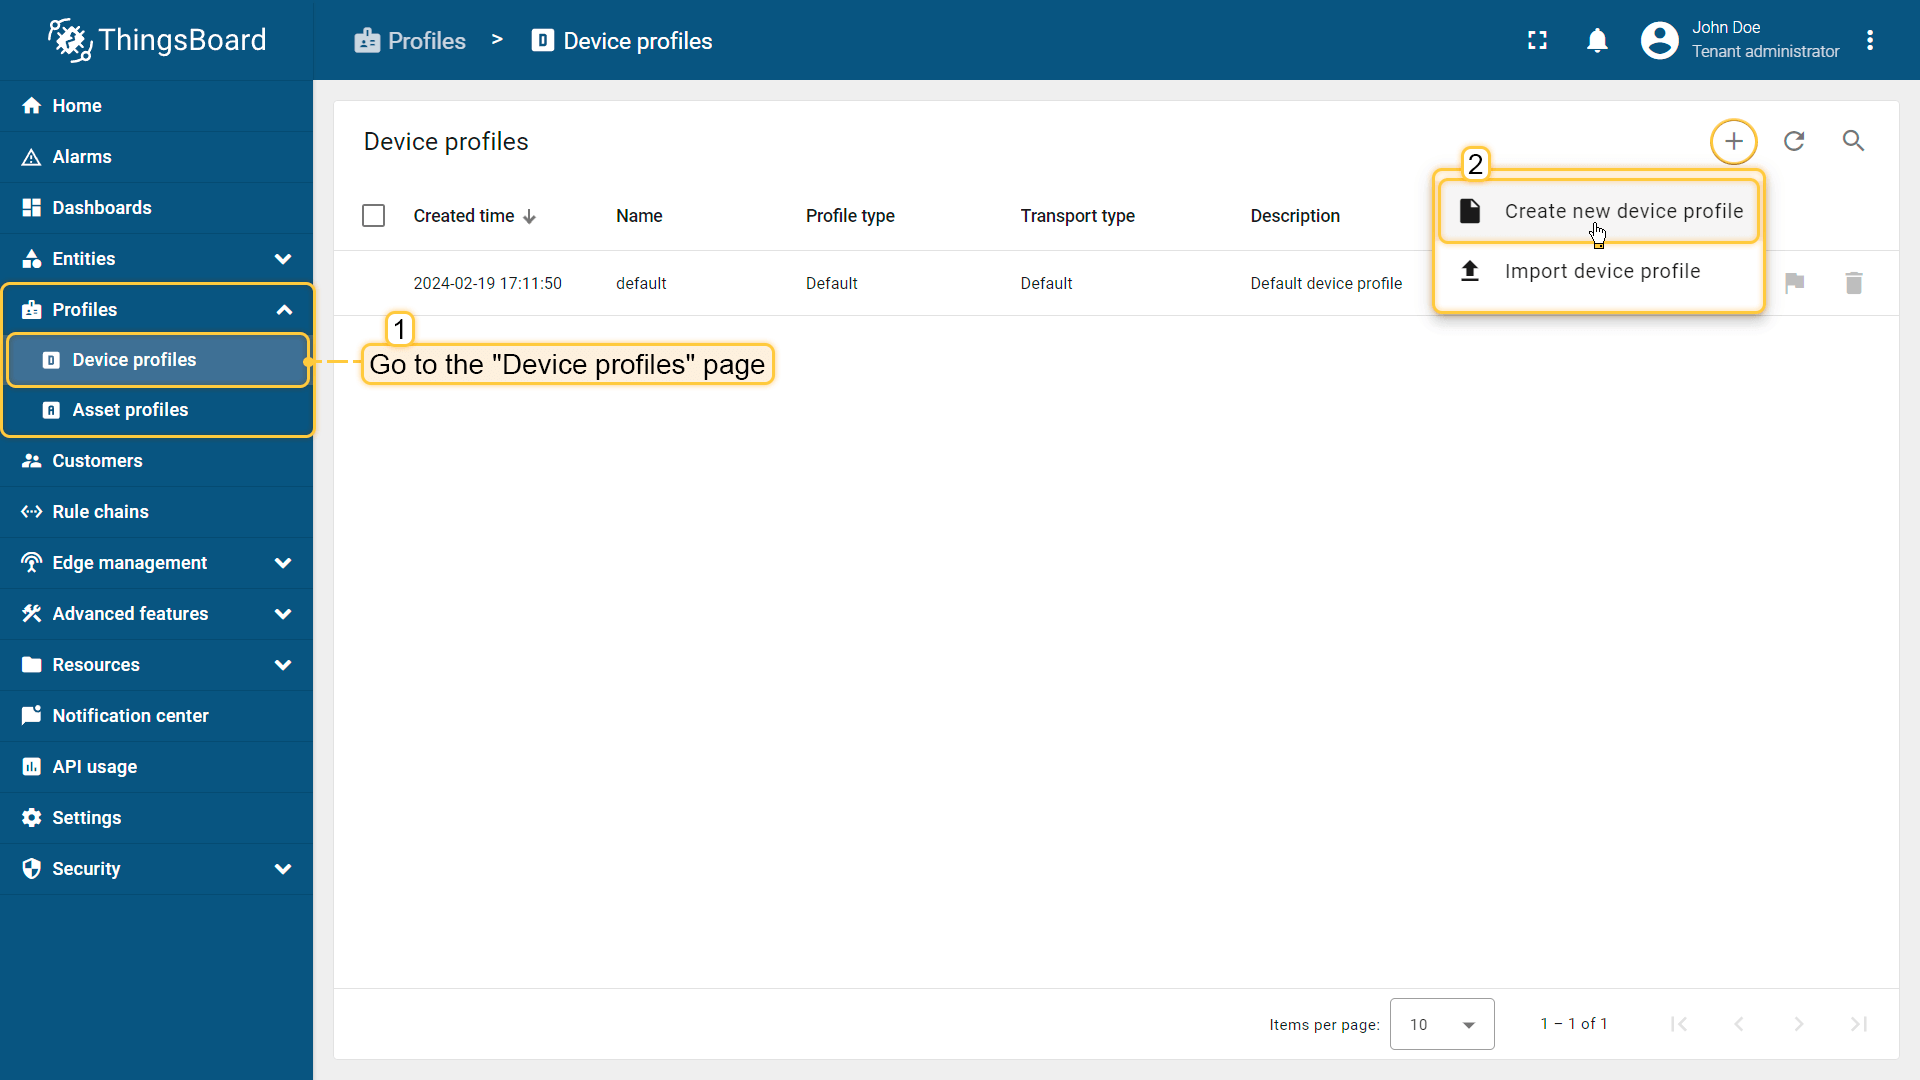 ThingsBoard
Profiles > Device profiles
John Doe
Tenant administrator
Home
Alarms
Dashboards
Entities
Profiles
Device profiles
Asset profiles
Customers
Rule chains
Edge management
Advanced features
Resources
Notification center
API usage
Settings
Security
Device profiles
2
Create new device profile
Import device profile
Created time Name Profile type Transport type Description
2024-02-19 17:11:50 default Default Default Default device profile
1
Go to the "Device profiles" page
Items per page: 10 1 – 1 of 1